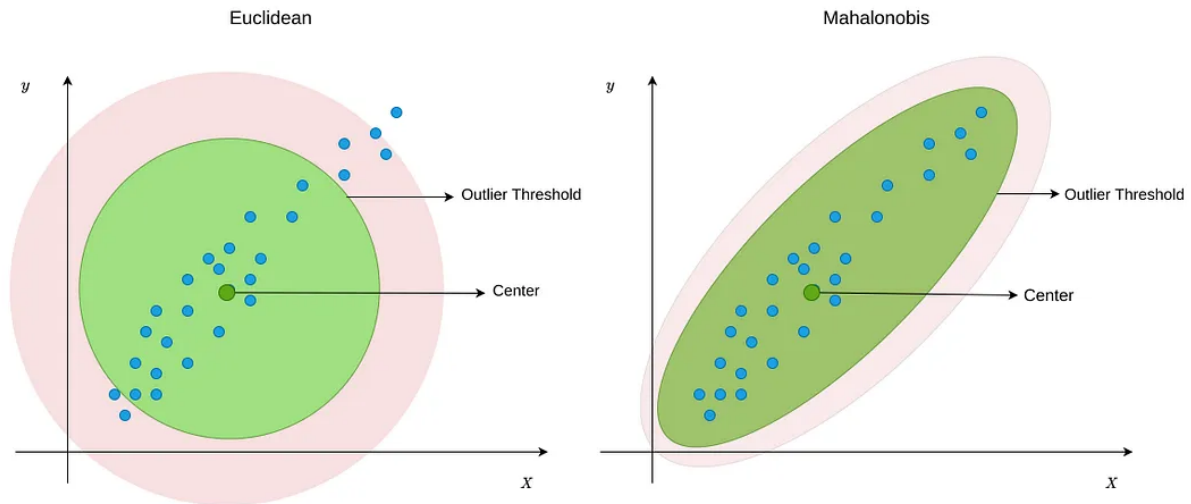 Euclidean
Mahalonobis
y
Outlier Threshold
Center
X
y
Outlier Threshold
Center
X